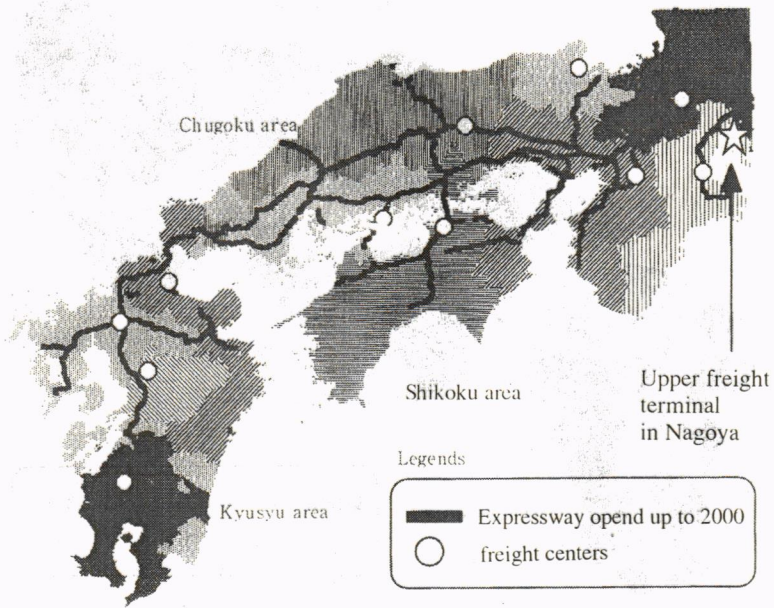 Chugoku area
Shikoku area
Upper freight
terminal
in Nagoya
Kyusyu area
Legends
Expressway opend up to 2000
freight centers